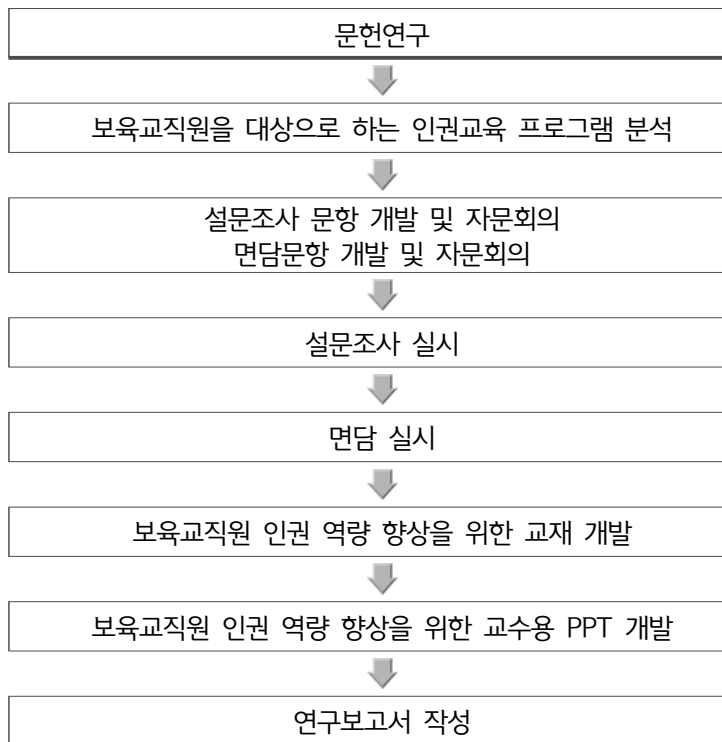 문헌연구
보육교직원을 대상으로 하는 인권교육 프로그램 분석
설문조사 문항 개발 및 자문회의
면담문항 개발 및 자문회의
설문조사 실시
면담 실시
보육교직원 인권 역량 향상을 위한 교재 개발
보육교직원 인권 역량 향상을 위한 교수용 PPT 개발
연구보고서 작성